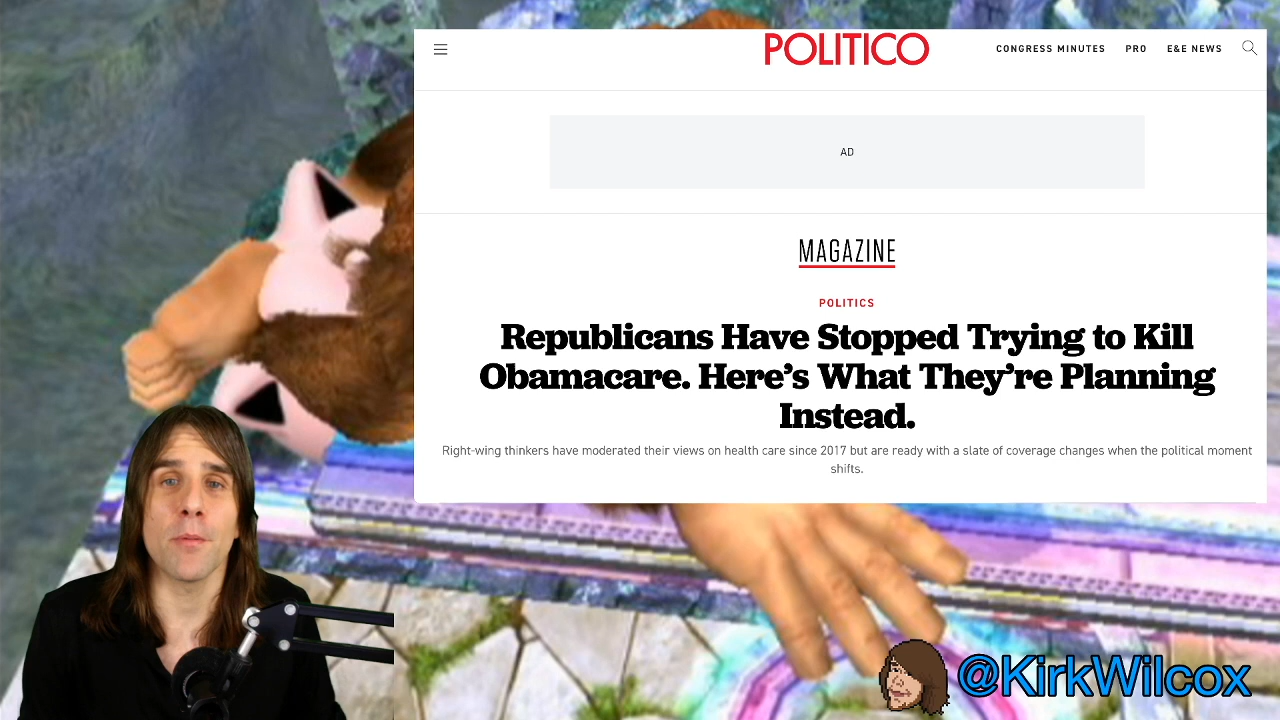 POLITICO
CONGRESS MINUTES PRO E&E NEWS
AD
MAGAZINE
POLITICS
Republicans Have Stopped Trying to Kill
Obamacare. Here's What They're Planning
Instead.
Right-wing thinkers have moderated their views on health care since 2017 but are ready with a slate of coverage changes when the political moment
shifts.
@KirkWilcox